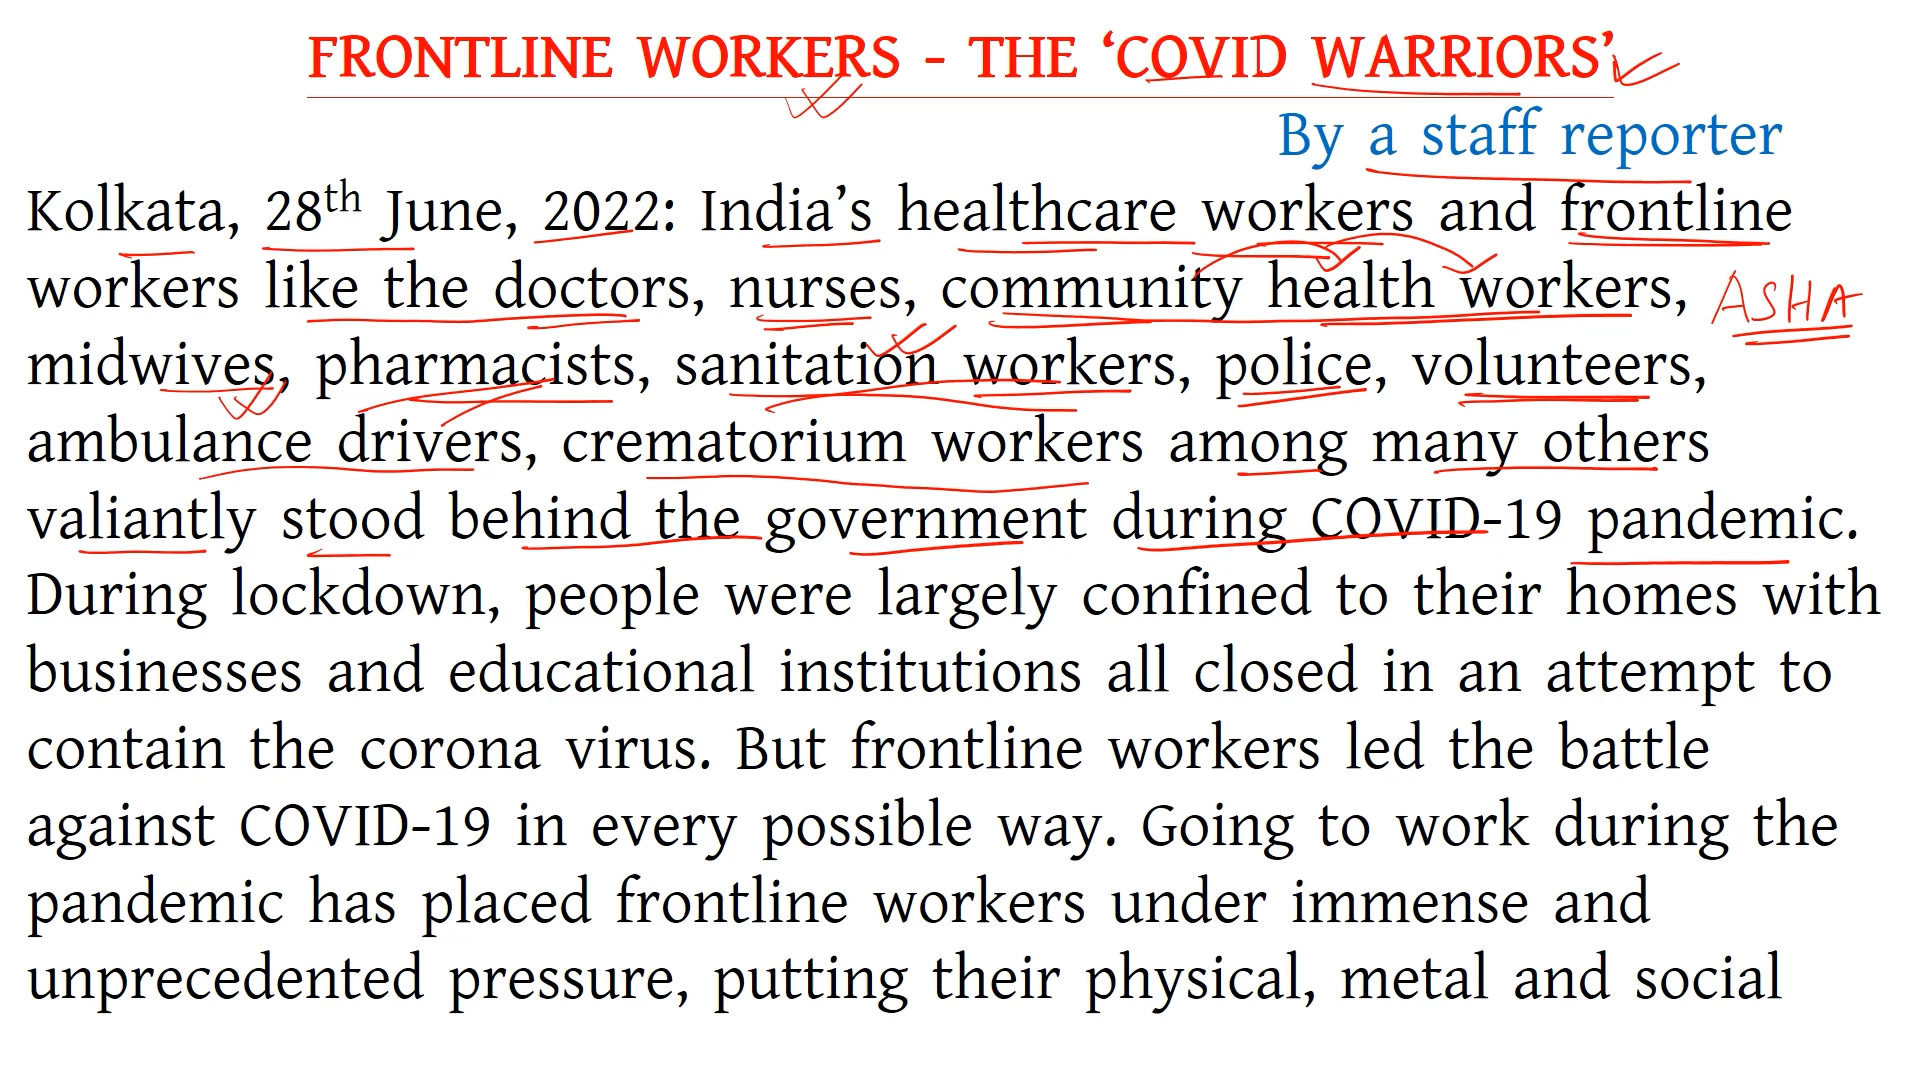 FRONTLINE WORKERS - THE ‘COVID WARRIORS’
By a staff reporter
Kolkata, 28th June, 2022: India’s healthcare workers and frontline
workers like the doctors, nurses, community health workers, ASHA
midwives, pharmacists, sanitation workers, police, volunteers,
ambulance drivers, crematorium workers among many others
valiantly stood behind the government during COVID-19 pandemic.
During lockdown, people were largely confined to their homes with
businesses and educational institutions all closed in an attempt to
contain the corona virus. But frontline workers led the battle
against COVID-19 in every possible way. Going to work during the
pandemic has placed frontline workers under immense and
unprecedented pressure, putting their physical, metal and social